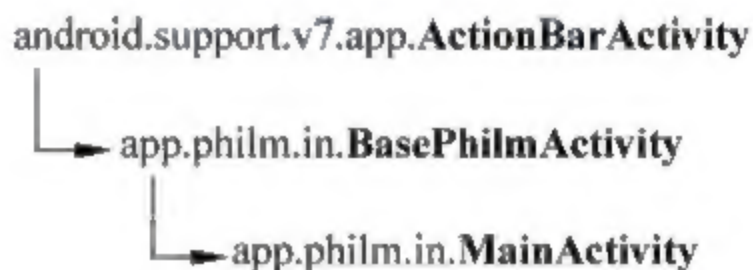 android.support.v7.app.ActionBarActivity
app.philm.in.BasePhilmActivity
app.philm.in.MainActivity